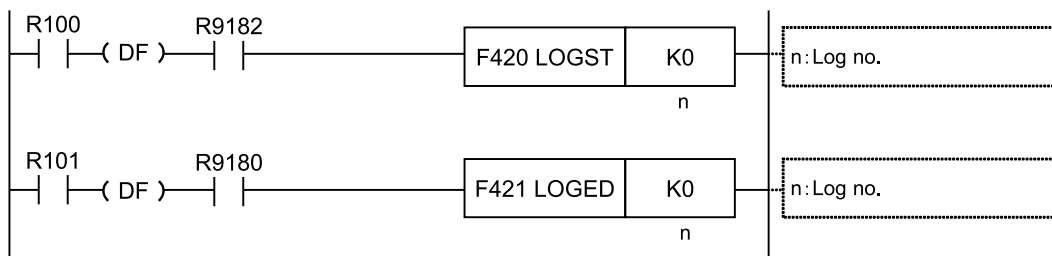 R100
( DF )
R9182
F420 LOGST
K0
n
n:Log no.
R101
( DF )
R9180
F421 LOGED
K0
n
n:Log no.